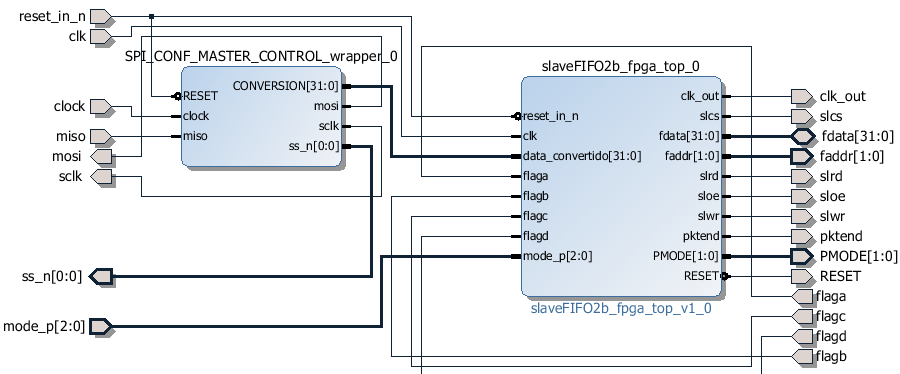 reset_in_n
clk
SPI_CONF_MASTER_CONTROL_wrapper_0
RESET
clock
miso
CONVERSION[31:0]
mosi
sclk
ss_n[0:0]
clock
miso
mosi
sclk
ss_n[0:0]
mode_p[2:0]
slaveFIFO2b_fpga_top_0
reset_in_n
clk
data_convertido[31:0]
flaga
flagb
flagc
flagd
mode_p[2:0]
clk_out
slcs
fdata[31:0]
faddr[1:0]
slrd
sloe
slwr
pktend
PMODE[1:0]
RESET
slaveFIFO2b_fpga_top_v1_0
clk_out
slcs
fdata[31:0]
faddr[1:0]
slrd
sloe
slwr
pktend
PMODE[1:0]
RESET
flaga
flagc
flagd
flagb